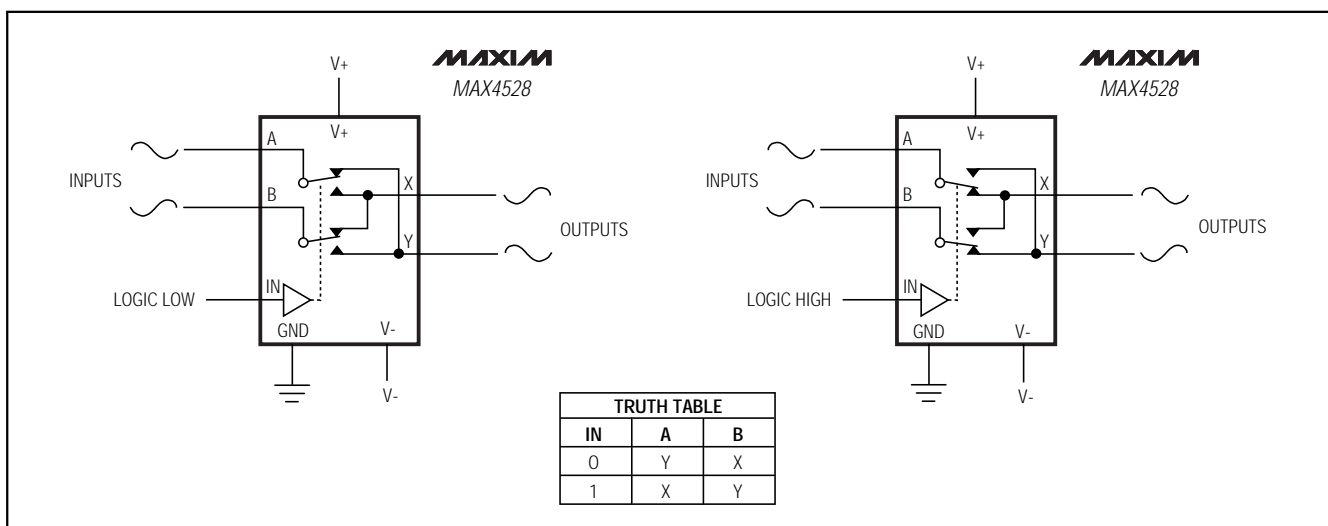 MAXIM
MAX4528
V+
V+
A
INPUTS
B
X
Y
OUTPUTS
LOGIC LOW
IN
GND
V-
V-
MAXIM
MAX4528
V+
V+
A
INPUTS
B
X
Y
OUTPUTS
LOGIC HIGH
IN
GND
V-
V-
TRUTH TABLE
IN A B
0 Y X
1 X Y